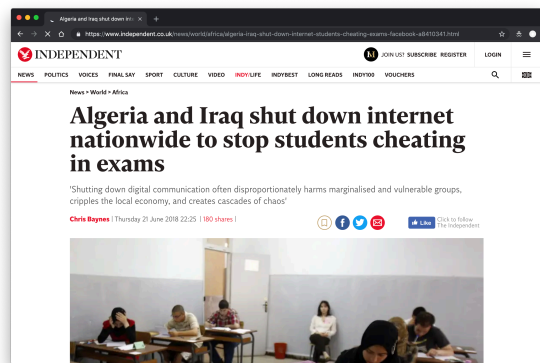 Algeria and Iraq shut down inte
https://www.independent.co.uk/news/world/africa/algeria-iraq-shut-down-internet-students-cheating-exams-facebook-a8410341.html
INDEPENDENT
M JOIN US! SUBSCRIBE REGISTER LOGIN
NEWS POLITICS VOICES FINAL SAY SPORT CULTURE VIDEO INDY/LIFE INDYBEST LONG READS INDY100 VOUCHERS
News > World > Africa
Algeria and Iraq shut down internet
nationwide to stop students cheating
in exams
'Shutting down digital communication often disproportionately harms marginalised and vulnerable groups,
cripples the local economy, and creates cascades of chaos'
Chris Baynes | Thursday 21 June 2018 22:25 | 180 shares |
Like
Click to follow
The Independent